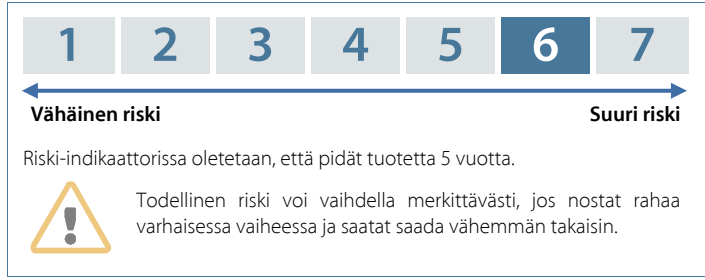 1 2 3 4 5 6 7
Vähäinen riski Suuri riski
Riski-indikaattorissa oletetaan, että pidät tuotetta 5 vuotta.
Todellinen riski voi vaihdella merkittävästi, jos nostat rahaa
varhaisessa vaiheessa ja saatat saada vähemmän takaisin.